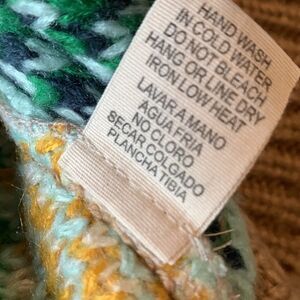 HAND WASH
IN COLD WATER
DO NOT BLEACH
HANG OR LINE DRY
IRON LOW HEAT
LAVAR A MANO
AGUA FRIA
NO CLORO
SECAR COLGADO
PLANCHA TIBIA